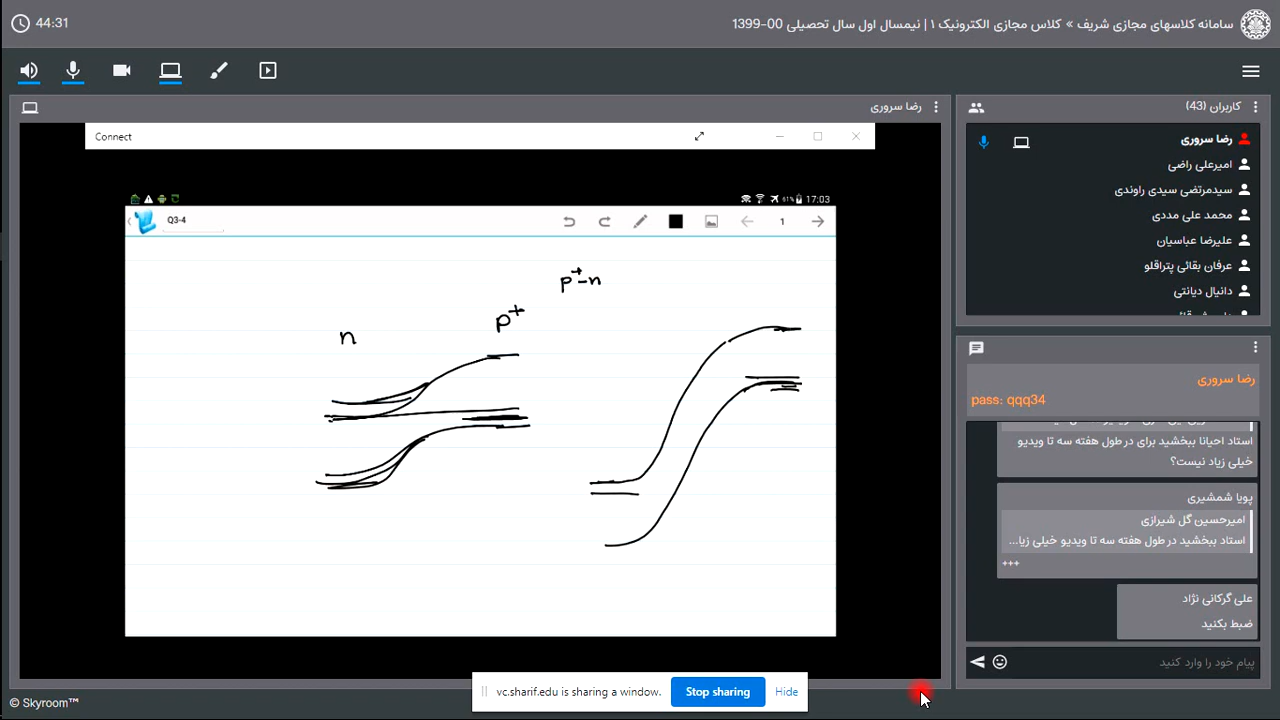 44:31
سامانه کلاسهای مجازی شریف » کلاس مجازی الکترونیک ۱ | نیمسال اول سال تحصیلی 00-1399
رضا سروری
Connect
17:03
61%
Q3-4
1
p⁺-n
n
p⁺
کاربران (43)
رضا سروری
امیرعلی راضی
سیدمرتضی سیدی راوندی
محمد علی مددی
علیرضا عباسیان
عرفان بقائی پتراقلو
دانیال دیانتی
رضا سروری
pass: qqq34
استاد احیانا ببخشید برای در طول هفته سه تا ویدیو
خیلی زیاد نیست؟
پویا شمشیری
امیرحسین گل شیرازی
استاد ببخشید در طول هفته سه تا ویدیو خیلی زیا...
+++
علی گرکانی نژاد
ضبط بکنید
پیام خود را وارد کنید
vc.sharif.edu is sharing a window.
Stop sharing
Hide
© Skyroom™